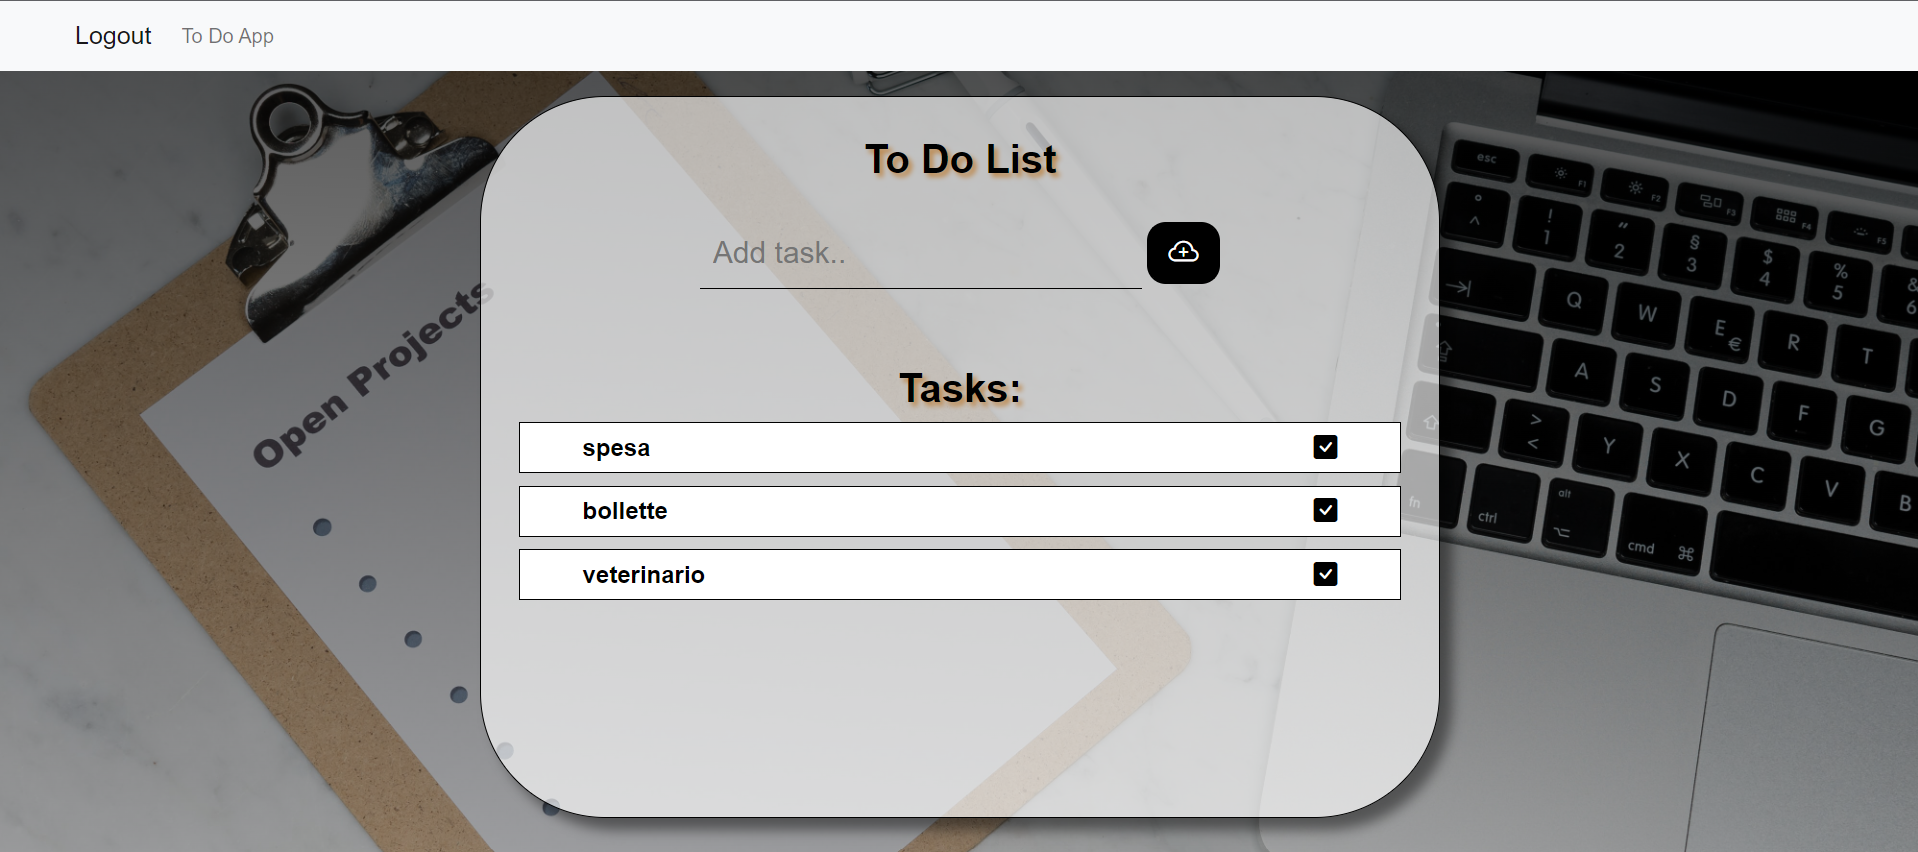 Logout To Do App
To Do List
Add task..
Open Projects
Tasks:
spesa
bollette
veterinario
esc F1 F2 F3 F4 F5
° ^ ! 1 " 2 § 3 $ 4 % 5 & 6
Q W E € R T
A S D F G
> < Y X C V B
fn ctrl alt cmd ⌘